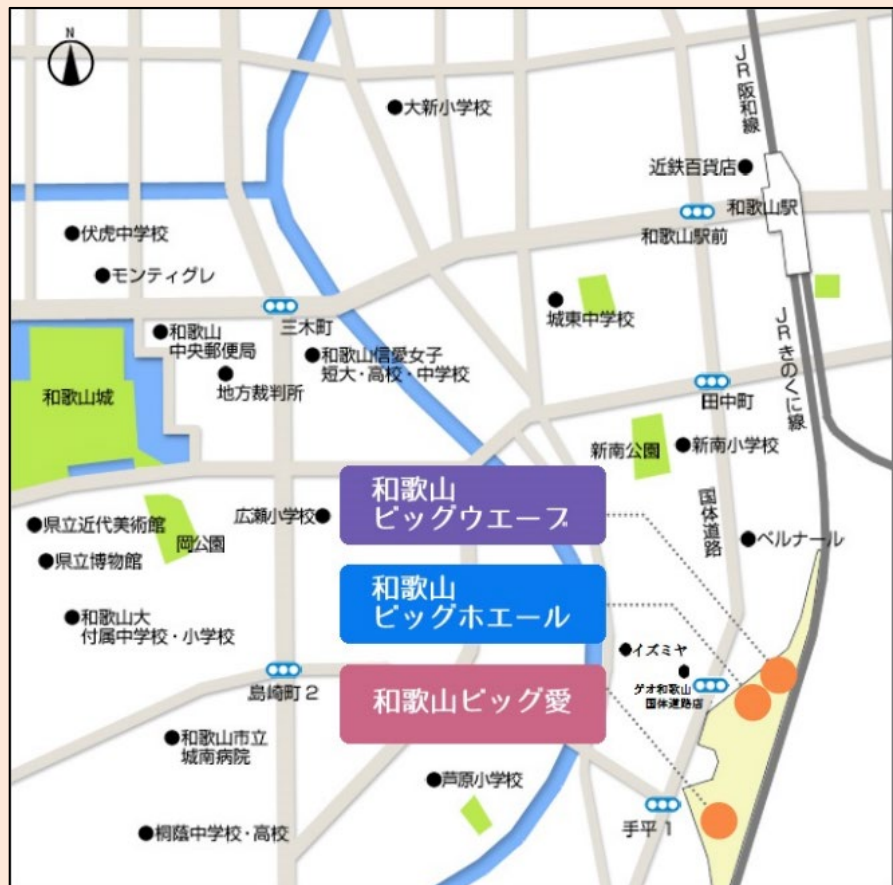 N
大新小学校
JR阪和線
近鉄百貨店
和歌山駅
和歌山駅前
伏虎中学校
モンティグレ
三木町
城東中学校
和歌山
中央郵便局
和歌山信愛女子
短大・高校・中学校
地方裁判所
和歌山城
JRきのくに線
田中町
新南公園
新南小学校
和歌山
ビッグウエーブ
国体道路
広瀬小学校
県立近代美術館
岡公園
県立博物館
ベルナール
和歌山
ビッグホエール
和歌山大
付属中学校・小学校
イズミヤ
ゲオ和歌山
国体道路店
島崎町2
和歌山ビッグ愛
和歌山市立
城南病院
芦原小学校
手平1
桐蔭中学校・高校